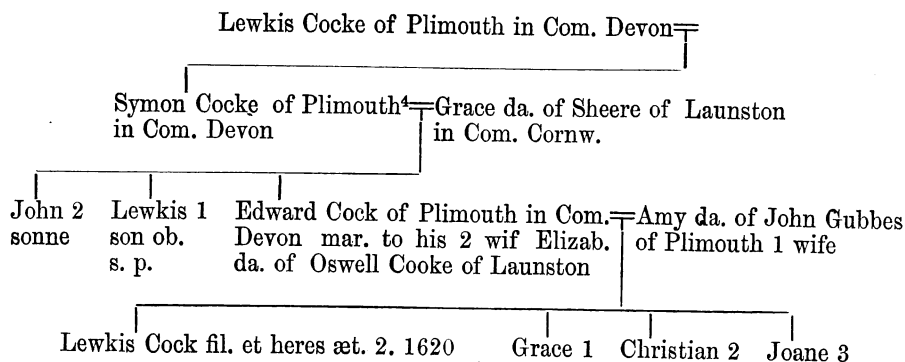 Lewkis Cocke of Plimouth in Com. Devon
Symon Cocke of Plimouth⁴
in Com. Devon
Grace da. of Sheere of Launston
in Com. Cornw.
John 2
sonne
Lewkis 1
son ob.
s. p.
Edward Cock of Plimouth in Com.
Devon mar. to his 2 wif Elizab.
da. of Oswell Cooke of Launston
Amy da. of John Gubbes
of Plimouth 1 wife
Lewkis Cock fil. et heres æt. 2. 1620
Grace 1
Christian 2
Joane 3